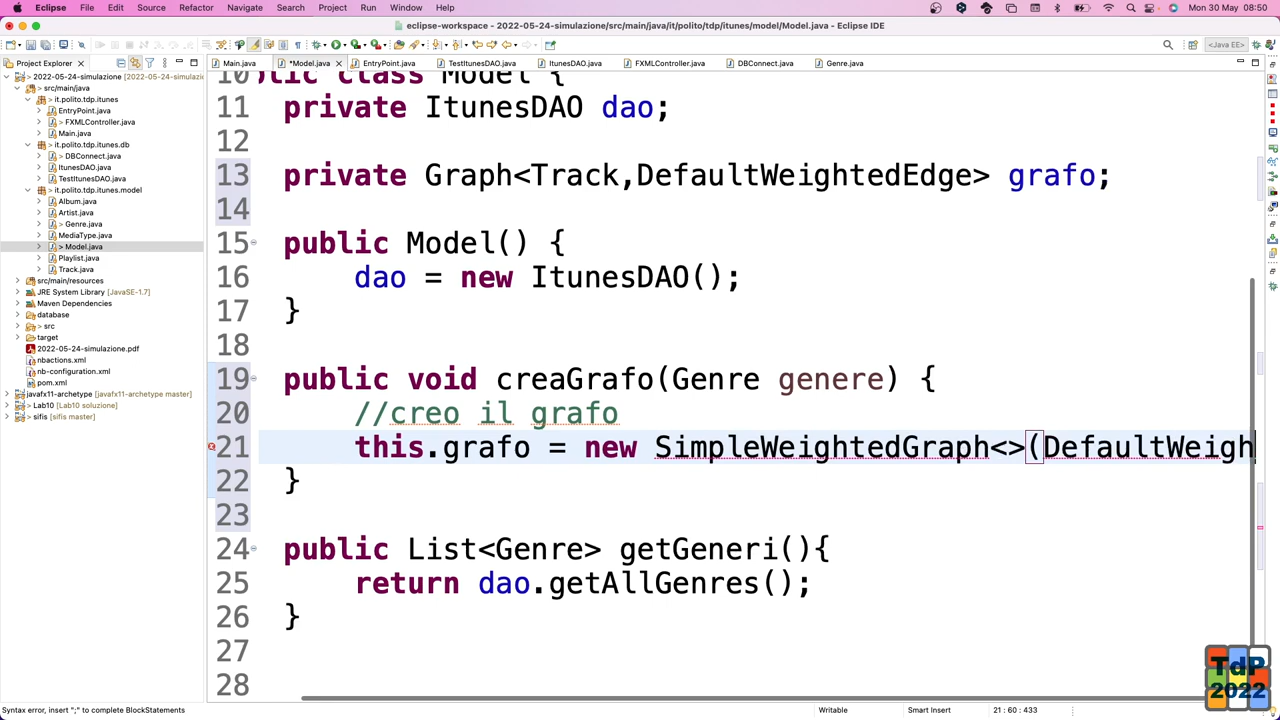 Eclipse File Edit Source Refactor Navigate Search Project Run Window Help Mon 30 May 08:50
eclipse-workspace - 2022-05-24-simulazione/src/main/java/it/polito/tdp/itunes/model/Model.java - Eclipse IDE
<Java EE>
Project Explorer
Main.java *Model.java EntryPoint.java TestItunesDAO.java ItunesDAO.java FXMLController.java DBConnect.java Genre.java
2022-05-24-simulazione [2022-05-24-simulazi
src/main/java
it.polito.tdp.itunes
EntryPoint.java
> FXMLController.java
Main.java
it.polito.tdp.itunes.db
> DBConnect.java
ItunesDAO.java
TestItunesDAO.java
it.polito.tdp.itunes.model
Album.java
Artist.java
> Genre.java
MediaType.java
> Model.java
Playlist.java
Track.java
src/main/resources
JRE System Library [JavaSE-1.7]
Maven Dependencies
database
> src
target
2022-05-24-simulazione.pdf
nbactions.xml
nb-configuration.xml
pom.xml
javafx11-archetype [javafx11-archetype master]
Lab10 [Lab10 soluzione]
sifis [sifis master]
10 blic class Model {
11 private ItunesDAO dao;
12
13 private Graph<Track,DefaultWeightedEdge> grafo;
14
15 public Model() {
16 dao = new ItunesDAO();
17 }
18
19 public void creaGrafo(Genre genere) {
20 //creo il grafo
21 this.grafo = new SimpleWeightedGraph<>(DefaultWeigh
22 }
23
24 public List<Genre> getGeneri(){
25 return dao.getAllGenres();
26 }
27
28
TdP
2022
Syntax error, insert ";" to complete BlockStatements Writable Smart Insert 21 : 60 : 433